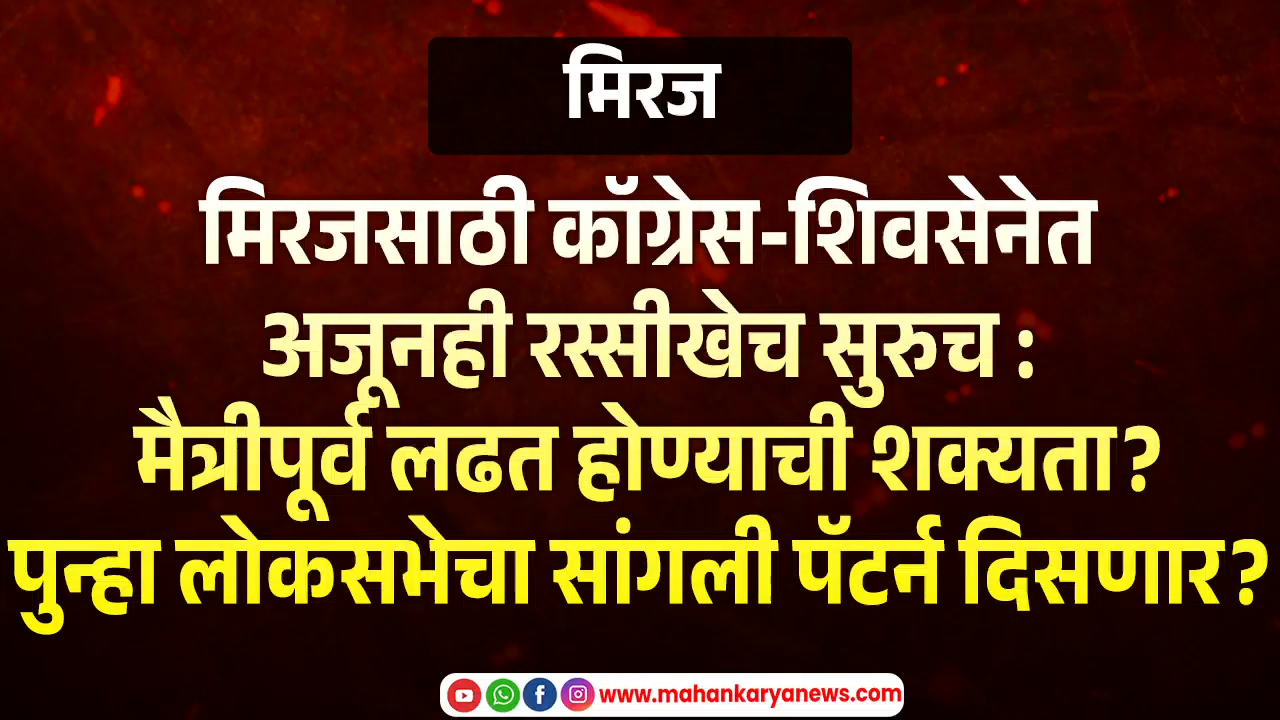 मिरज
मिरजसाठी कॉग्रेस-शिवसेनेत
अजूनही रस्सीखेच सुरुच :
मैत्रीपूर्व लढत होण्याची शक्यता?
पुन्हा लोकसभेचा सांगली पॅटर्न दिसणार?
www.mahankaryanews.com